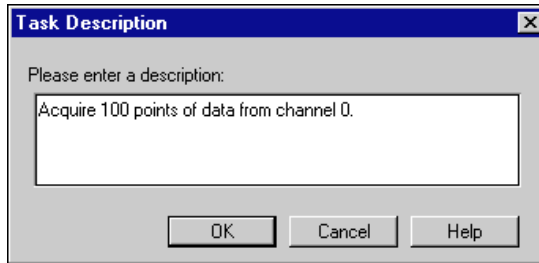 Task Description
Please enter a description:
Acquire 100 points of data from channel 0.
OK Cancel Help